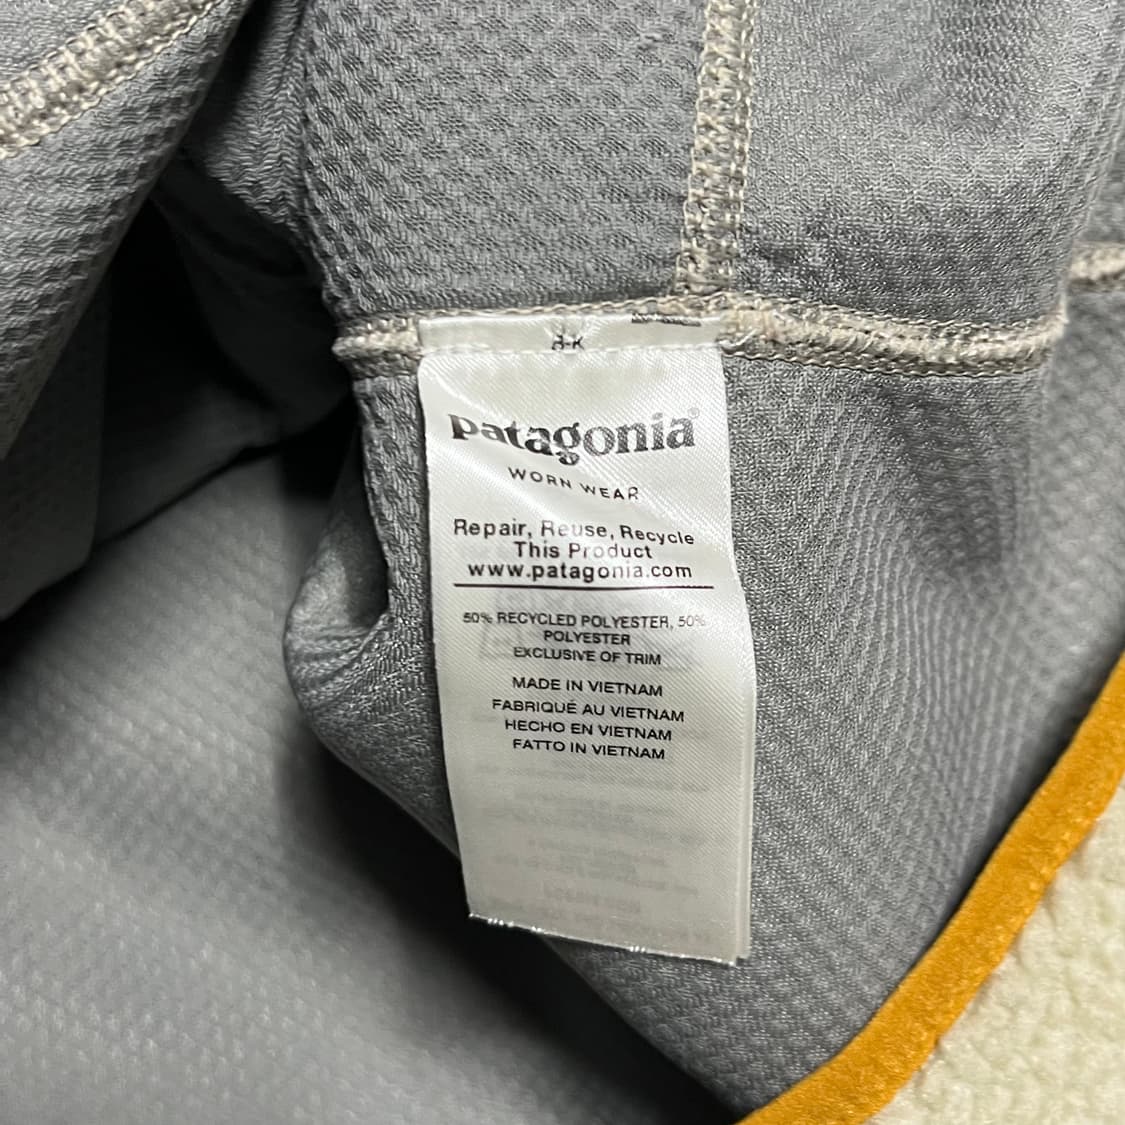 patagonia®
WORN WEAR
Repair, Reuse, Recycle
This Product
www.patagonia.com
50% RECYCLED POLYESTER, 50%
POLYESTER
EXCLUSIVE OF TRIM
MADE IN VIETNAM
FABRIQUÉ AU VIETNAM
HECHO EN VIETNAM
FATTO IN VIETNAM